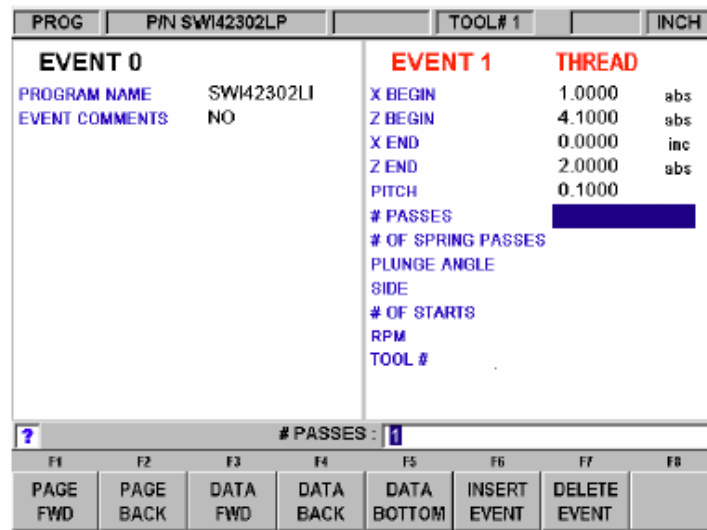 PROG P/N SWI42302LP TOOL# 1 INCH
EVENT 0
PROGRAM NAME SWI42302LI
EVENT COMMENTS NO
EVENT 1 THREAD
X BEGIN 1.0000 abs
Z BEGIN 4.1000 abs
X END 0.0000 inc
Z END 2.0000 abs
PITCH 0.1000
# PASSES
# OF SPRING PASSES
PLUNGE ANGLE
SIDE
# OF STARTS
RPM
TOOL #
? # PASSES : 1
F1 F2 F3 F4 F5 F6 F7 F8
PAGE PAGE DATA DATA DATA INSERT DELETE
FWD BACK FWD BACK BOTTOM EVENT EVENT